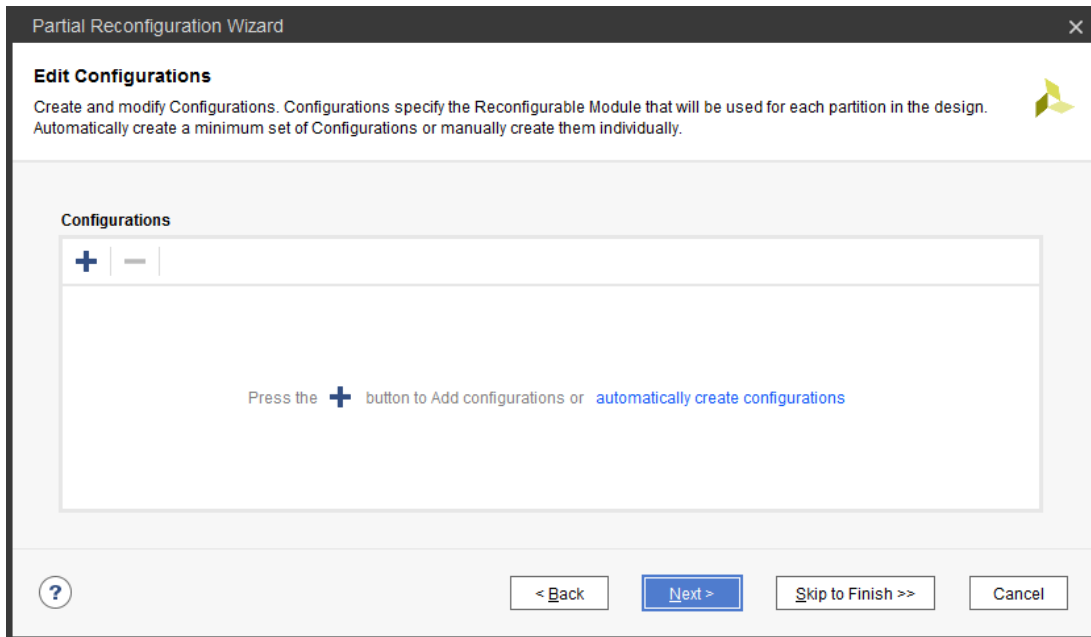 Partial Reconfiguration Wizard
Edit Configurations
Create and modify Configurations. Configurations specify the Reconfigurable Module that will be used for each partition in the design.
Automatically create a minimum set of Configurations or manually create them individually.
Configurations
Press the + button to Add configurations or automatically create configurations
? < Back Next > Skip to Finish >> Cancel